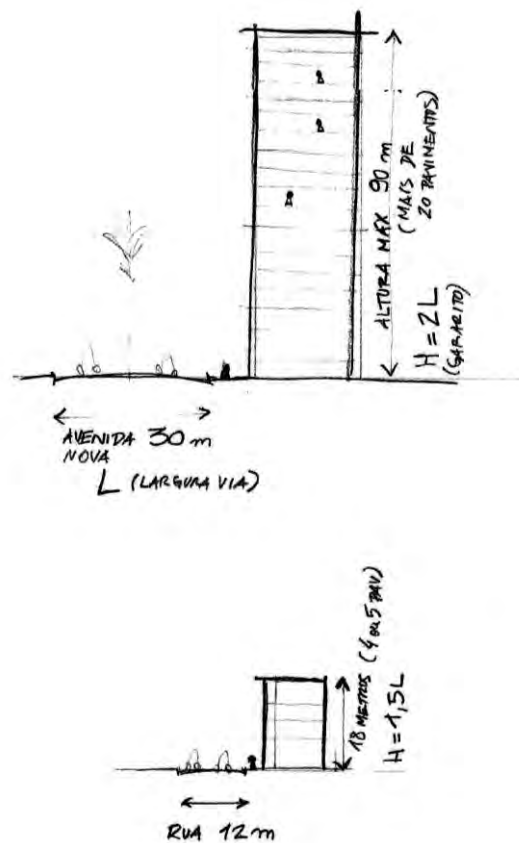 ALTURA MÁX 90 m
(MAIS DE
20 PAVIMENTOS)
H = 2L
(GABARITO)
AVENIDA 30 m
NOVA
L (LARGURA VIA)
18 METROS (4 ou 5 PAV)
H = 1,5L
RUA 12 m